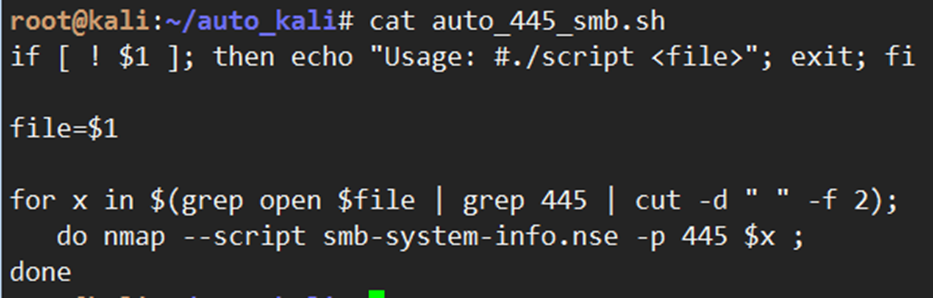 root@kali:~/auto_kali# cat auto_445_smb.sh
if [ ! $1 ]; then echo "Usage: #./script <file>"; exit; fi
file=$1
for x in $(grep open $file | grep 445 | cut -d " " -f 2);
do nmap --script smb-system-info.nse -p 445 $x ;
done